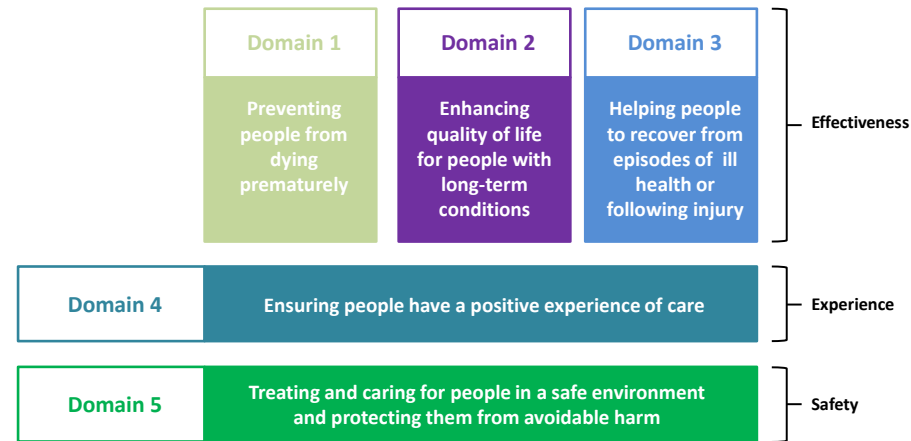 Domain 1
Preventing
people from
dying
prematurely
Domain 2
Enhancing
quality of life
for people with
long-term
conditions
Domain 3
Helping people
to recover from
episodes of ill
health or
following injury
Effectiveness
Domain 4
Ensuring people have a positive experience of care
Experience
Domain 5
Treating and caring for people in a safe environment
and protecting them from avoidable harm
Safety